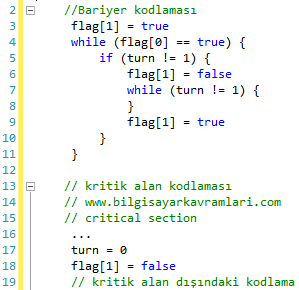 2 //Bariyer kodlaması
3 flag[1] = true
4 while (flag[0] == true) {
5 if (turn != 1) {
6 flag[1] = false
7 while (turn != 1) {
8 }
9 flag[1] = true
10 }
11 }
12
13 // kritik alan kodlaması
14 // www.bilgisayarkavramlari.com
15 // critical section
16 ...
17 turn = 0
18 flag[1] = false
19 // kritik alan dışındaki kodlama